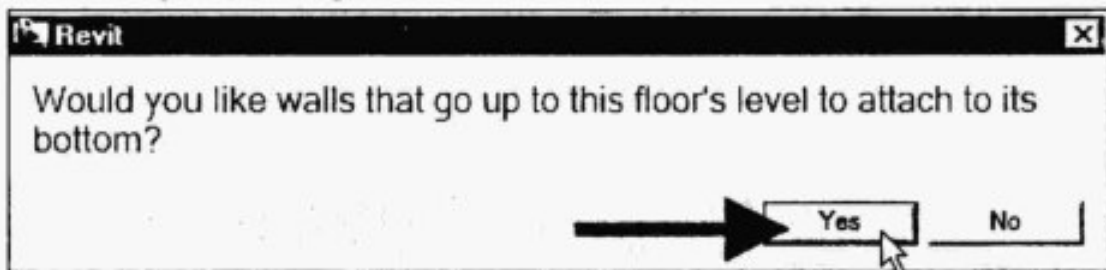 Revit
Would you like walls that go up to this floor's level to attach to its
bottom?
Yes No